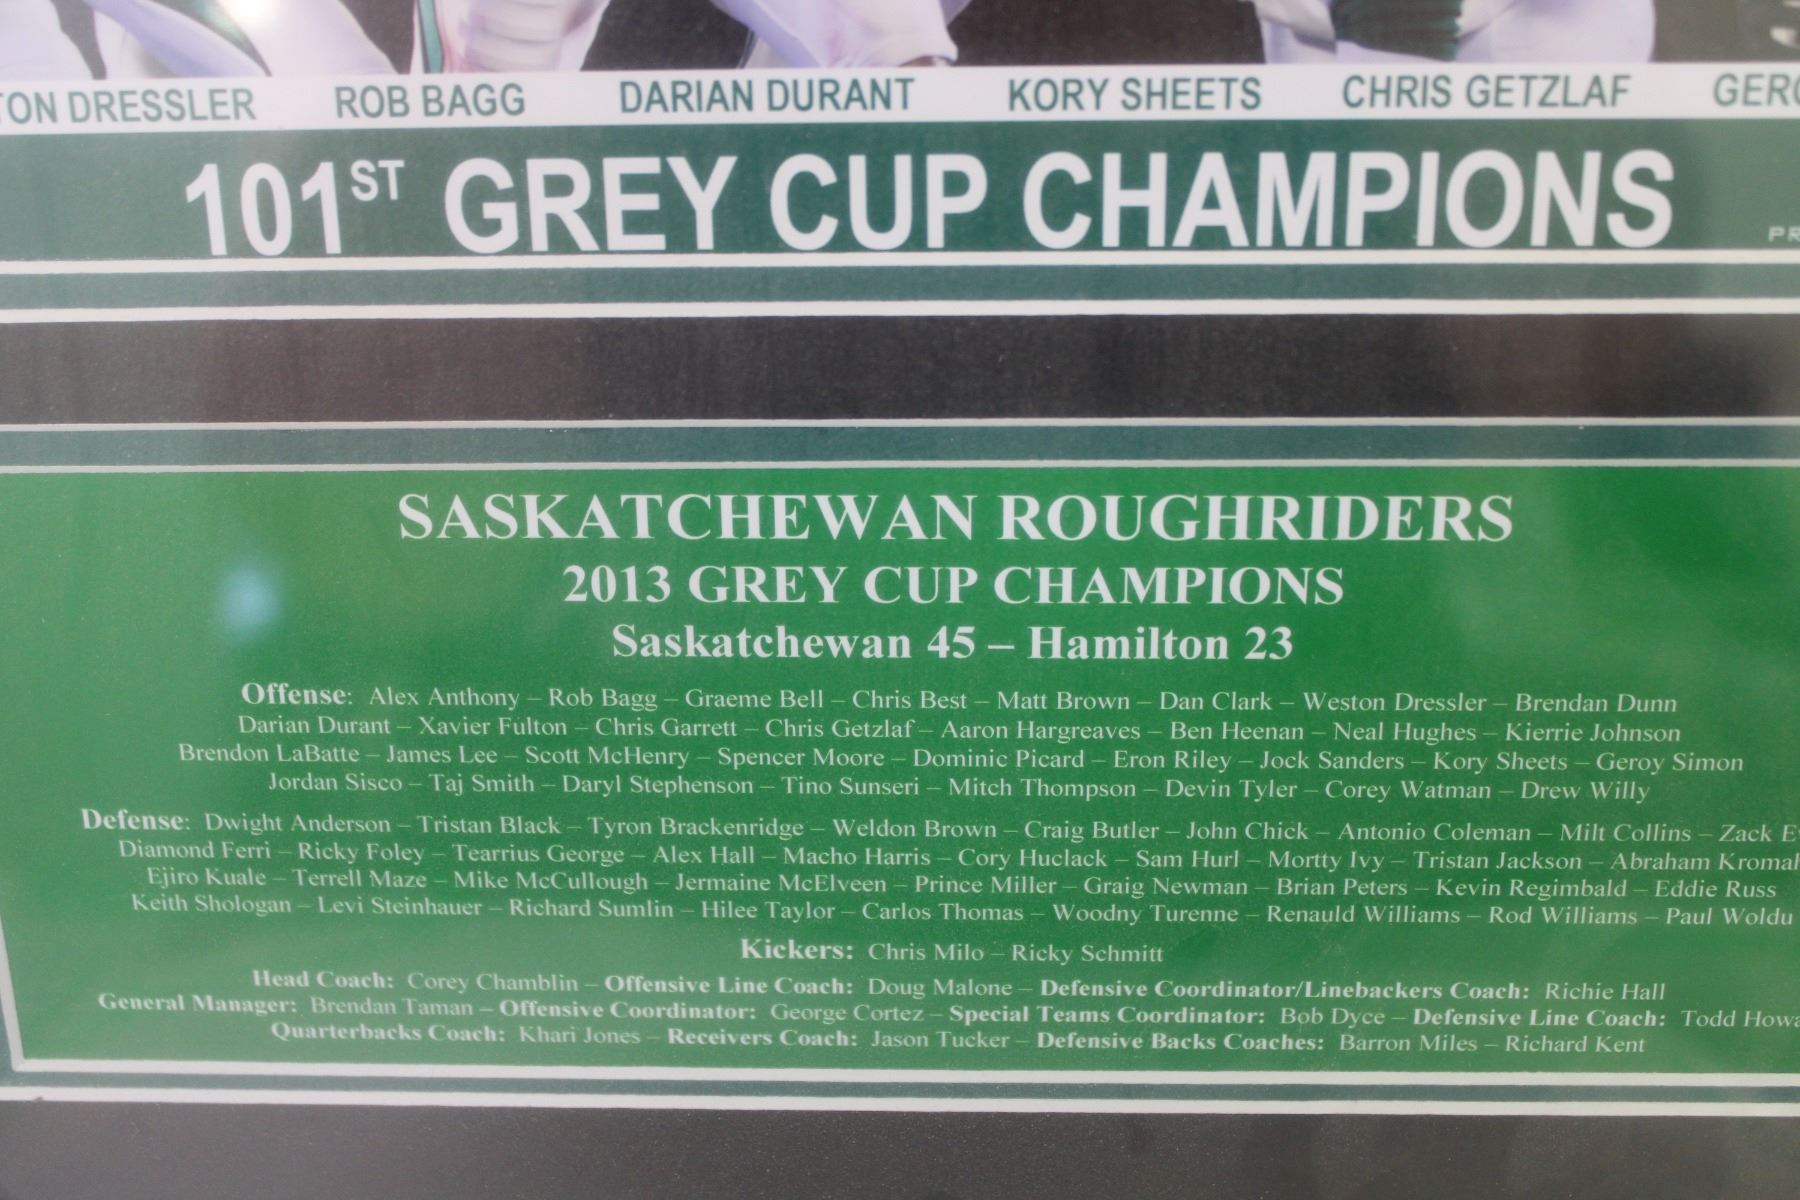 TON DRESSLER ROB BAGG DARIAN DURANT KORY SHEETS CHRIS GETZLAF GERO
101ST GREY CUP CHAMPIONS
PR
SASKATCHEWAN ROUGHRIDERS
2013 GREY CUP CHAMPIONS
Saskatchewan 45 – Hamilton 23
Offense: Alex Anthony – Rob Bagg – Graeme Bell – Chris Best – Matt Brown – Dan Clark – Weston Dressler – Brendan Dunn
Darian Durant – Xavier Fulton – Chris Garrett – Chris Getzlaf – Aaron Hargreaves – Ben Heenan – Neal Hughes – Kierrie Johnson
Brendon LaBatte – James Lee – Scott McHenry – Spencer Moore – Dominic Picard – Eron Riley – Jock Sanders – Kory Sheets – Geroy Simon
Jordan Sisco – Taj Smith – Daryl Stephenson – Tino Sunseri – Mitch Thompson – Devin Tyler – Corey Watman – Drew Willy
Defense: Dwight Anderson – Tristan Black – Tyron Brackenridge – Weldon Brown – Craig Butler – John Chick – Antonio Coleman – Milt Collins – Zack E
Diamond Ferri – Ricky Foley – Tearrius George – Alex Hall – Macho Harris – Cory Huclack – Sam Hurl – Mortty Ivy – Tristan Jackson – Abraham Kromah
Ejiro Kuale – Terrell Maze – Mike McCullough – Jermaine McElveen – Prince Miller – Graig Newman – Brian Peters – Kevin Regimbald – Eddie Russ
Keith Shologan – Levi Steinhauer – Richard Sumlin – Hilee Taylor – Carlos Thomas – Woodny Turenne – Renauld Williams – Rod Williams – Paul Woldu
Kickers: Chris Milo – Ricky Schmitt
Head Coach: Corey Chamblin – Offensive Line Coach: Doug Malone – Defensive Coordinator/Linebackers Coach: Richie Hall
General Manager: Brendan Taman – Offensive Coordinator: George Cortez – Special Teams Coordinator: Bob Dyce – Defensive Line Coach: Todd Howa
Quarterbacks Coach: Khari Jones – Receivers Coach: Jason Tucker – Defensive Backs Coaches: Barron Miles – Richard Kent